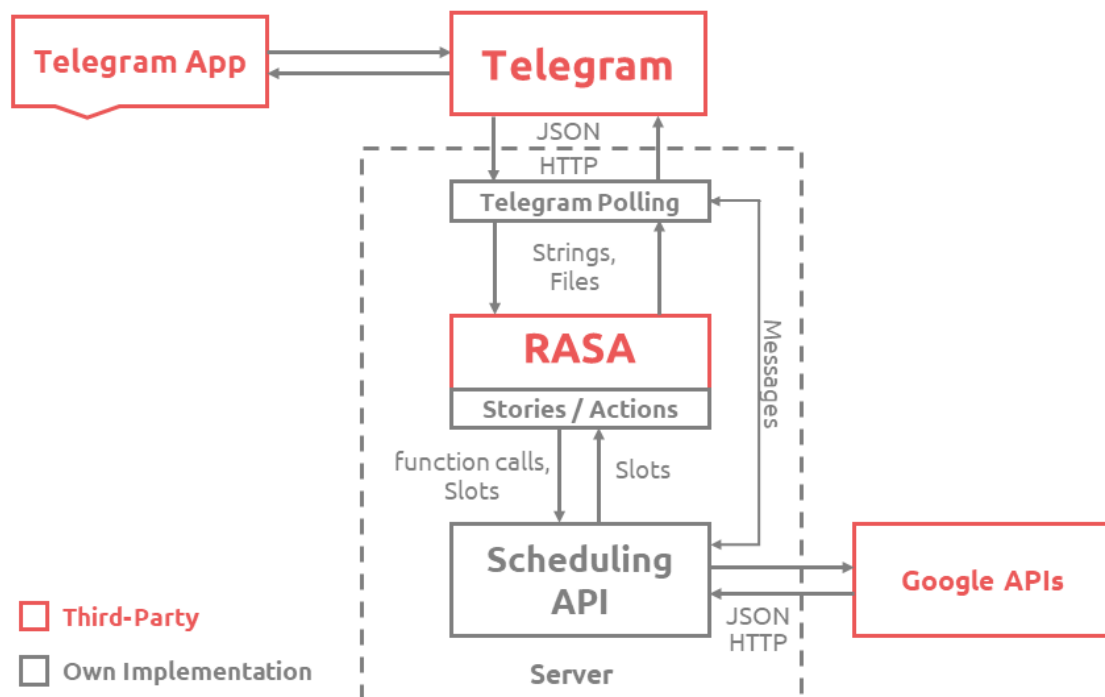 Telegram App
Telegram
JSON
HTTP
Telegram Polling
Strings,
Files
Messages
RASA
Stories / Actions
function calls,
Slots
Slots
Scheduling
API
Google APIs
JSON
HTTP
Third-Party
Own Implementation
Server